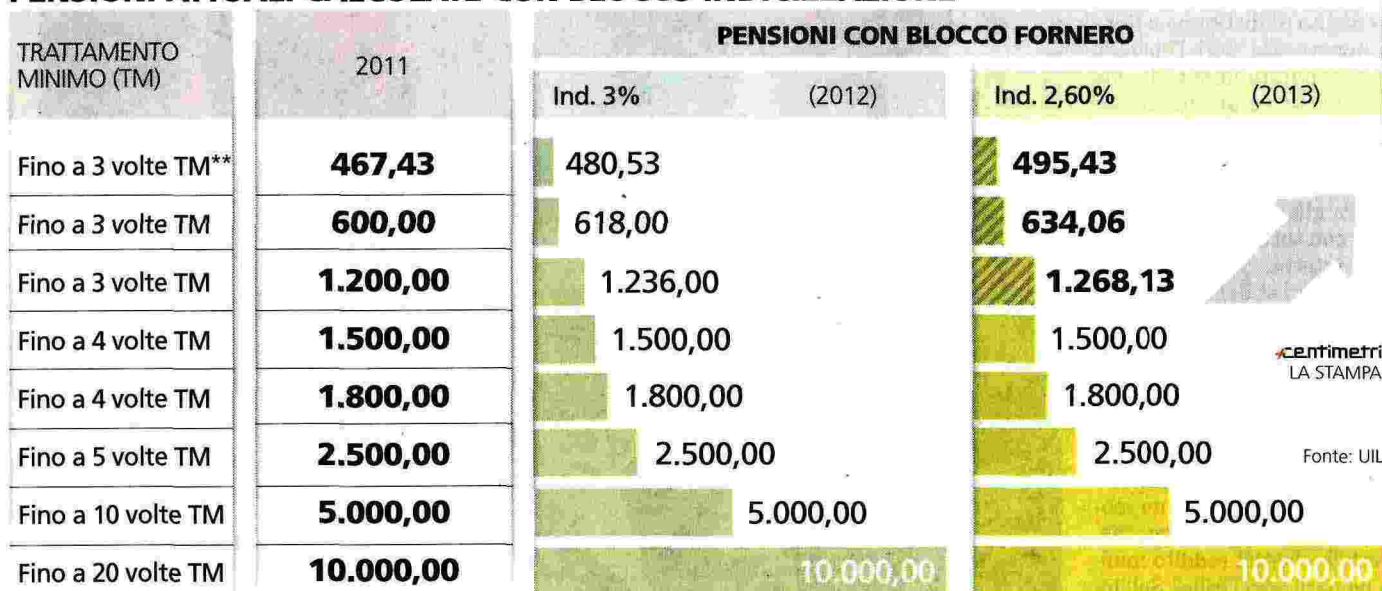 TRATTAMENTO
MINIMO (TM)
2011
PENSIONI CON BLOCCO FORNERO
Ind. 3% (2012)
Ind. 2,60% (2013)
Fino a 3 volte TM** 467,43 480,53 495,43
Fino a 3 volte TM 600,00 618,00 634,06
Fino a 3 volte TM 1.200,00 1.236,00 1.268,13
Fino a 4 volte TM 1.500,00 1.500,00 1.500,00
centimetri
LA STAMPA
Fino a 4 volte TM 1.800,00 1.800,00 1.800,00
Fino a 5 volte TM 2.500,00 2.500,00 2.500,00
Fonte: UIL
Fino a 10 volte TM 5.000,00 5.000,00 5.000,00
Fino a 20 volte TM 10.000,00 10.000,00 10.000,00